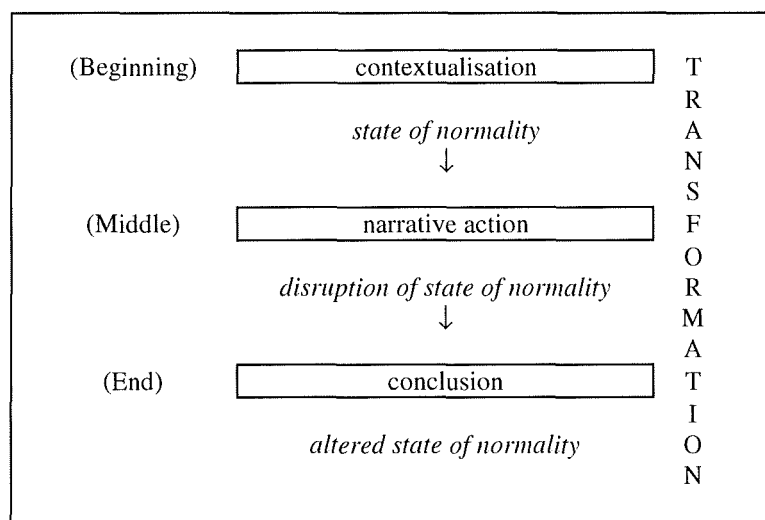 (Beginning) contextualisation
state of normality
↓
(Middle) narrative action
disruption of state of normality
↓
(End) conclusion
altered state of normality
TRANSFORMATION